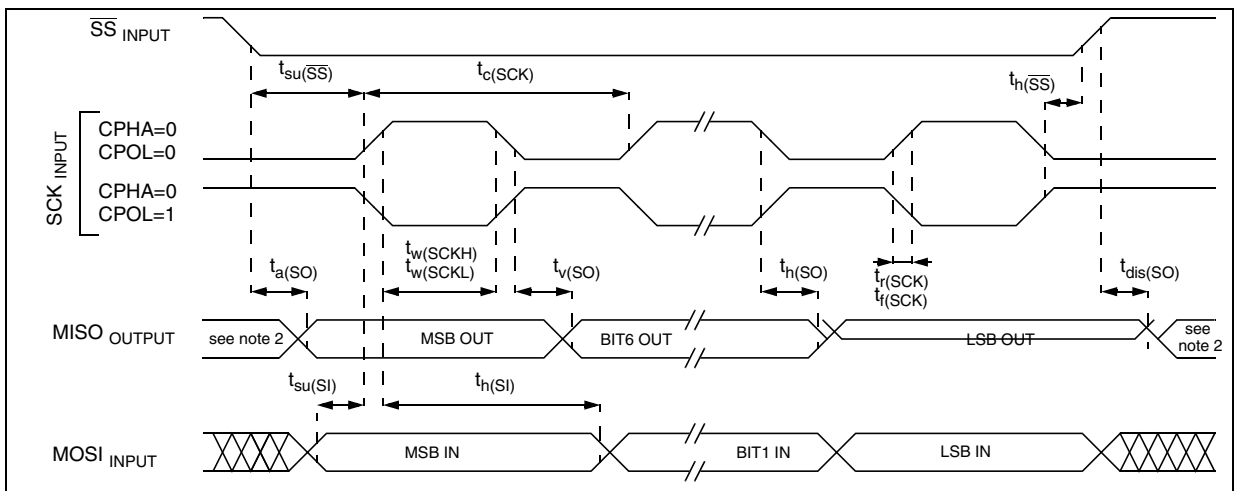 SS INPUT
tsu(SS)
tc(SCK)
th(SS)
SCK INPUT
CPHA=0
CPOL=0
CPHA=0
CPOL=1
ta(SO)
tw(SCKH)
tw(SCKL)
tv(SO)
th(SO)
tr(SCK)
tf(SCK)
tdis(SO)
MISO OUTPUT
see note 2
MSB OUT
BIT6 OUT
LSB OUT
see
note 2
tsu(SI)
th(SI)
MOSI INPUT
MSB IN
BIT1 IN
LSB IN